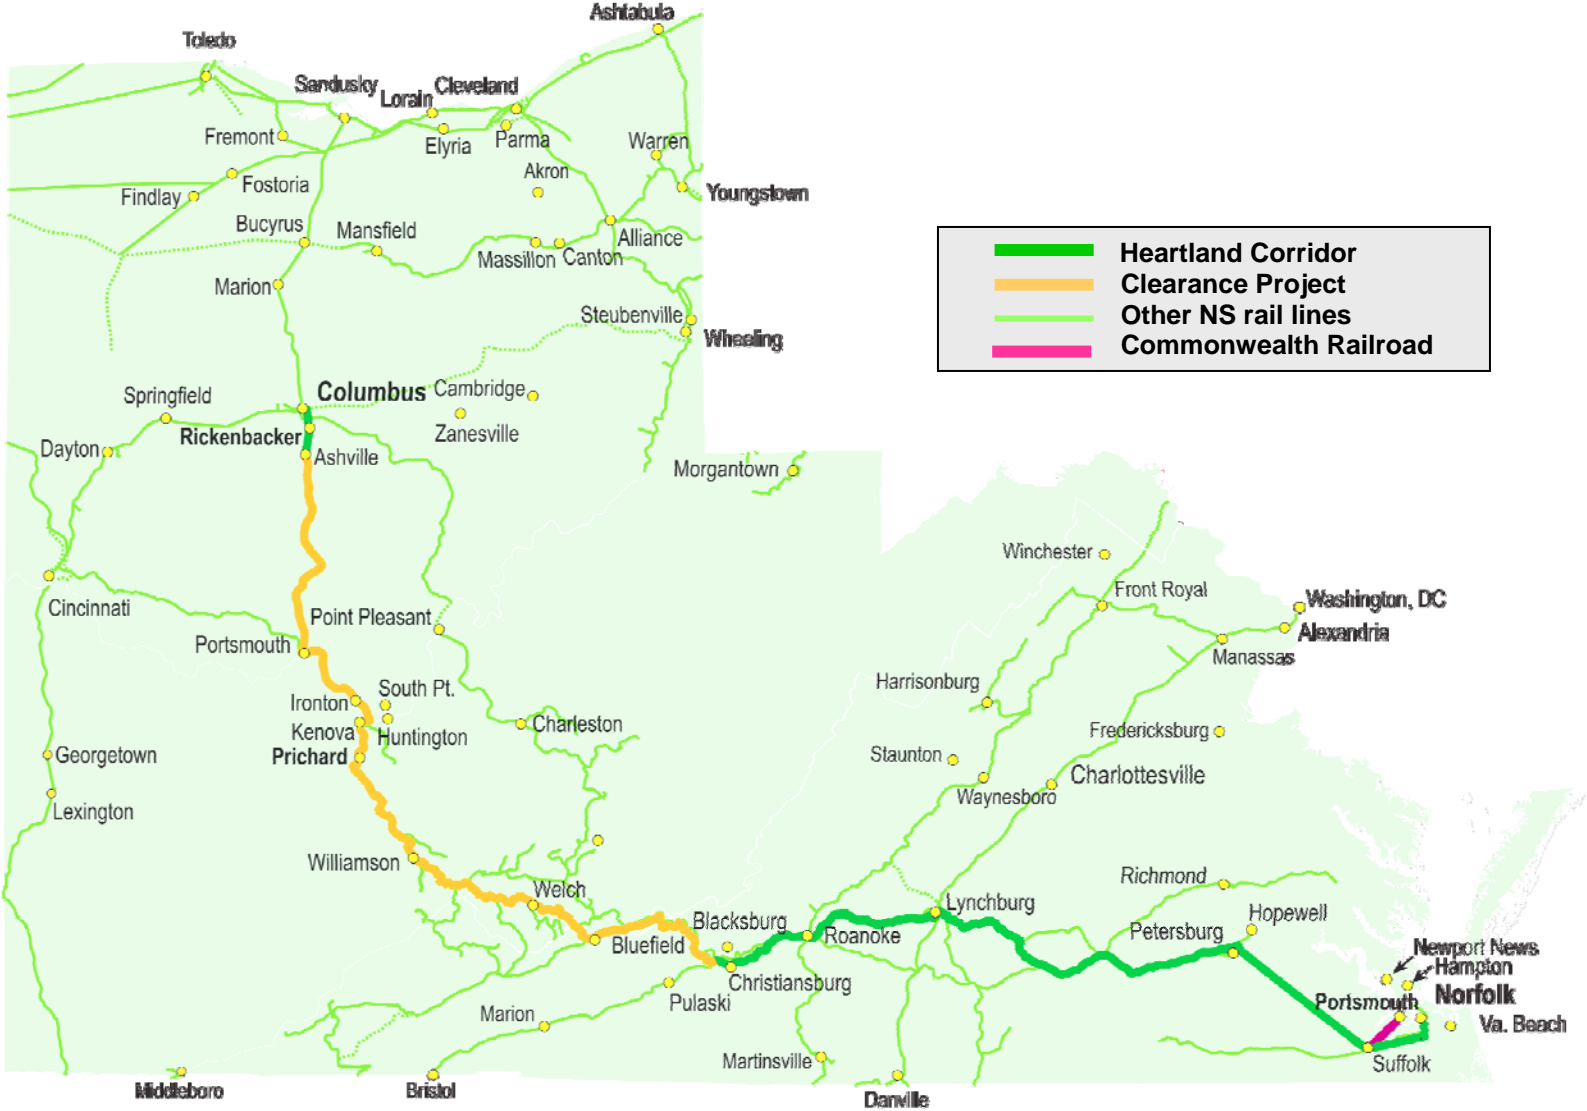 Ashtabula
Toledo
Sandusky
Lorain
Cleveland
Fremont
Elyria
Parma
Warren
Akron
Fostoria
Findlay
Youngstown
Bucyrus
Mansfield
Alliance
Massillon
Canton
Marion
Steubenville
Wheeling
Heartland Corridor
Clearance Project
Other NS rail lines
Commonwealth Railroad
Columbus
Cambridge
Springfield
Rickenbacker
Zanesville
Dayton
Ashville
Morgantown
Winchester
Front Royal
Cincinnati
Point Pleasant
Washington, DC
Alexandria
Portsmouth
Manassas
Harrisonburg
South Pt.
Ironton
Kenova
Huntington
Charleston
Fredericksburg
Prichard
Georgetown
Staunton
Charlottesville
Waynesboro
Lexington
Williamson
Welch
Richmond
Lynchburg
Hopewell
Blacksburg
Roanoke
Petersburg
Bluefield
Newport News
Hampton
Christiansburg
Norfolk
Portsmouth
Pulaski
Marion
Va. Beach
Martinsville
Suffolk
Middleboro
Bristol
Danville